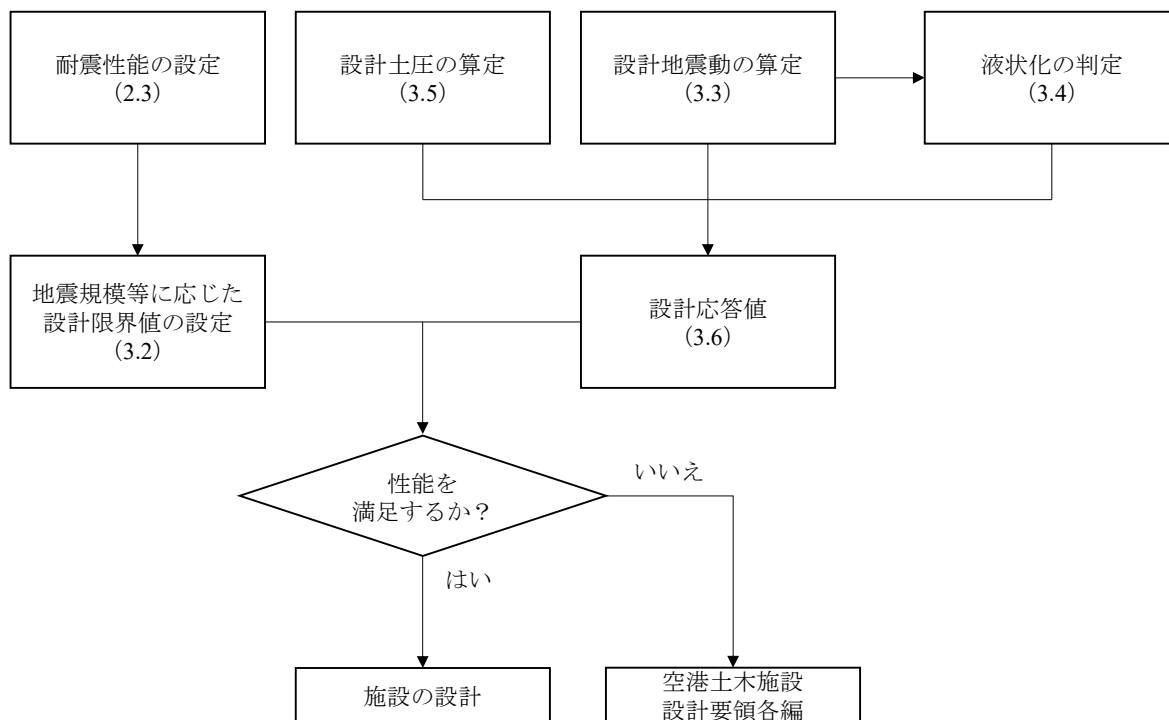 耐震性能の設定
（2.3）
設計土圧の算定
（3.5）
設計地震動の算定
（3.3）
液状化の判定
（3.4）
地震規模等に応じた
設計限界値の設定
（3.2）
設計応答値
（3.6）
性能を
満足するか？
いいえ
はい
施設の設計
空港土木施設
設計要領各編